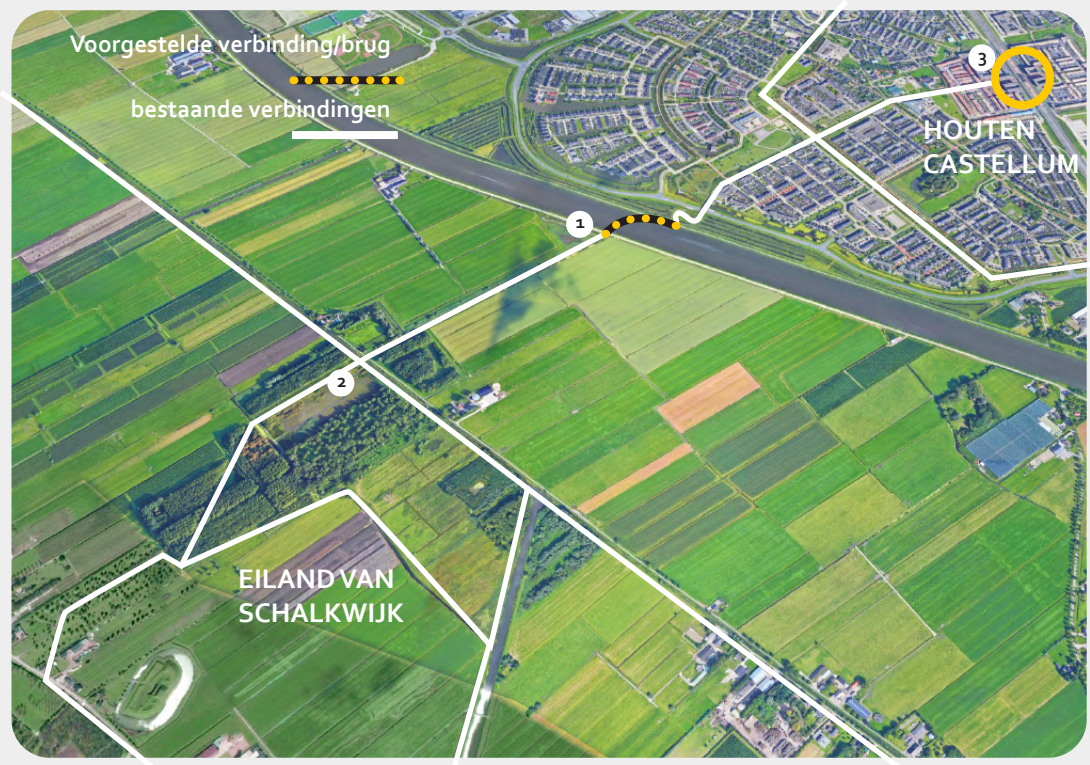 Voorgestelde verbinding/brug
bestaande verbindingen
3
HOUTEN
CASTELLUM
1
2
EILAND VAN
SCHALKWIJK